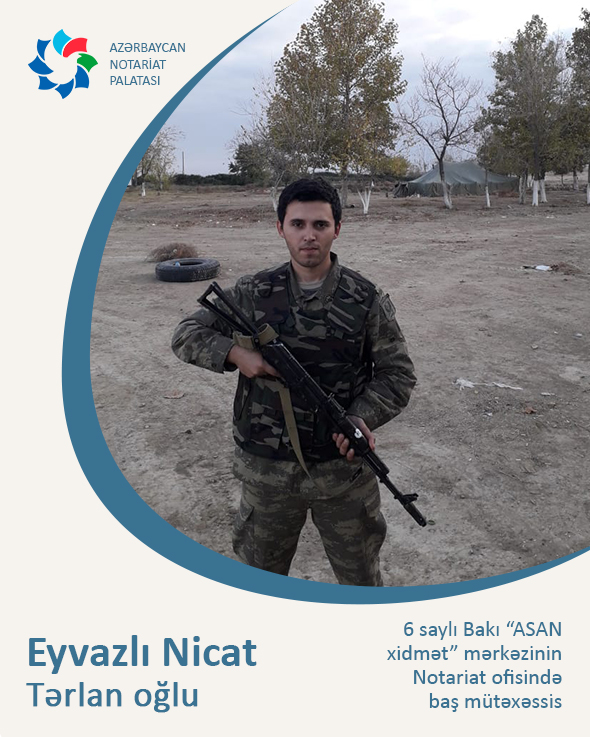 AZƏRBAYCAN
NOTARİAT
PALATASI
Eyvazlı Nicat
Tərlan oğlu
6 saylı Bakı “ASAN
xidmət” mərkəzinin
Notariat ofisində
baş mütəxəssis